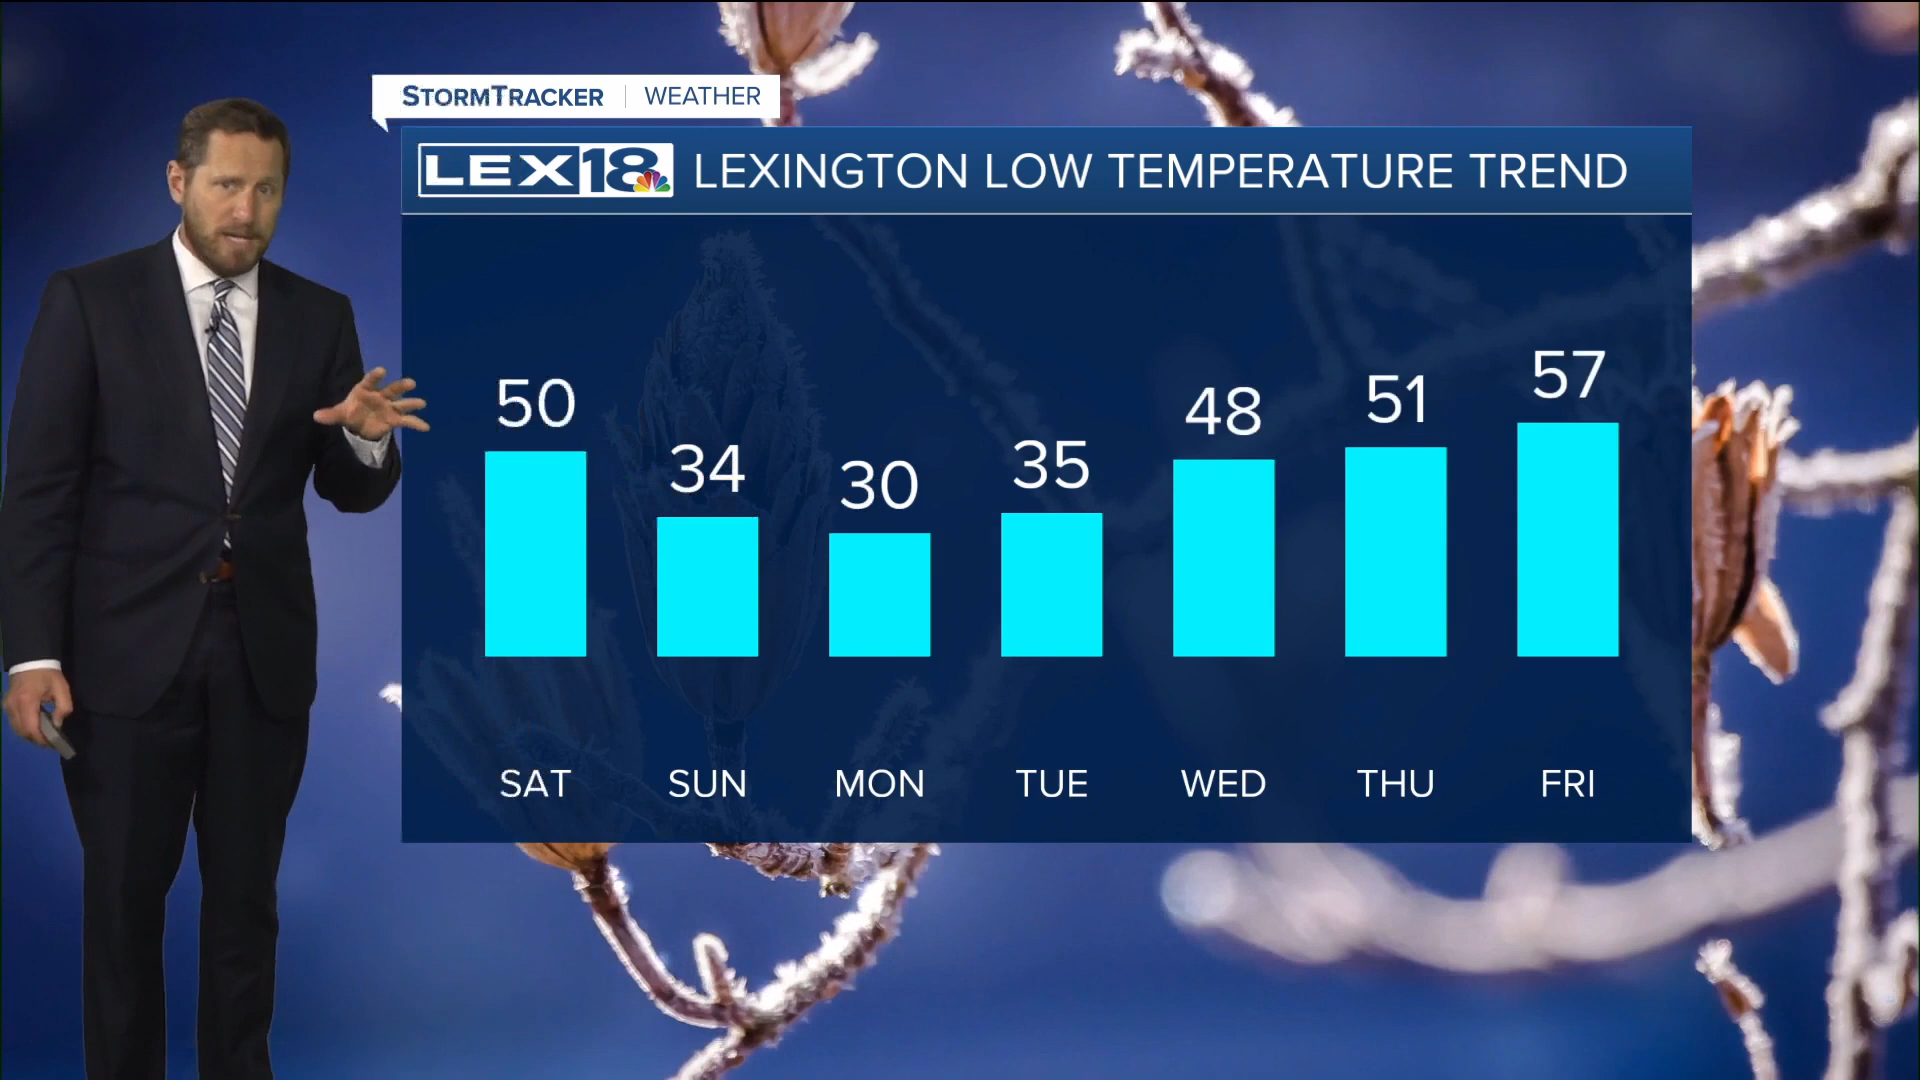 STORMTRACKER | WEATHER
LEX18 LEXINGTON LOW TEMPERATURE TREND
50 34 30 35 48 51 57
SAT SUN MON TUE WED THU FRI